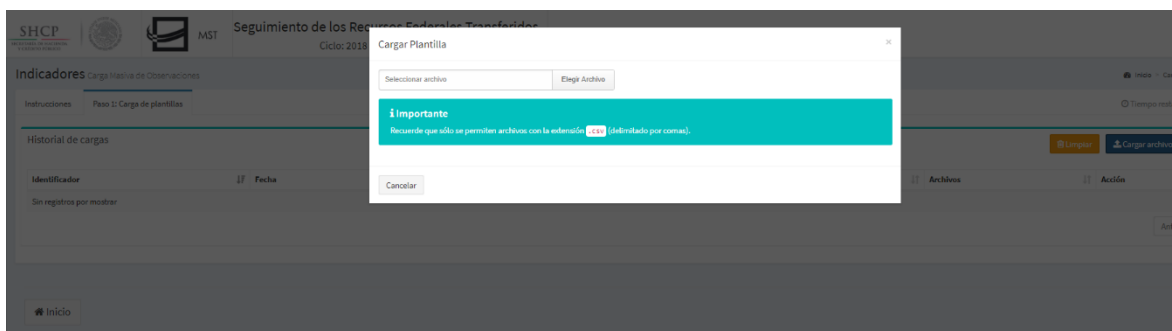 SHCP
MST
Seguimiento de los Recursos Federales Transferidos
Ciclo: 2018
Indicadores Carga Masiva de Observaciones
Inicio
Instrucciones
Paso 1: Carga de plantillas
Historial de cargas
Limpiar
Cargar archivo
Identificador
Fecha
Archivos
Acción
Sin registros por mostrar
Inicio
Cargar Plantilla
×
Seleccionar archivo
Elegir Archivo
Importante
Recuerde que sólo se permiten archivos con la extensión .csv (delimitado por comas).
Cancelar